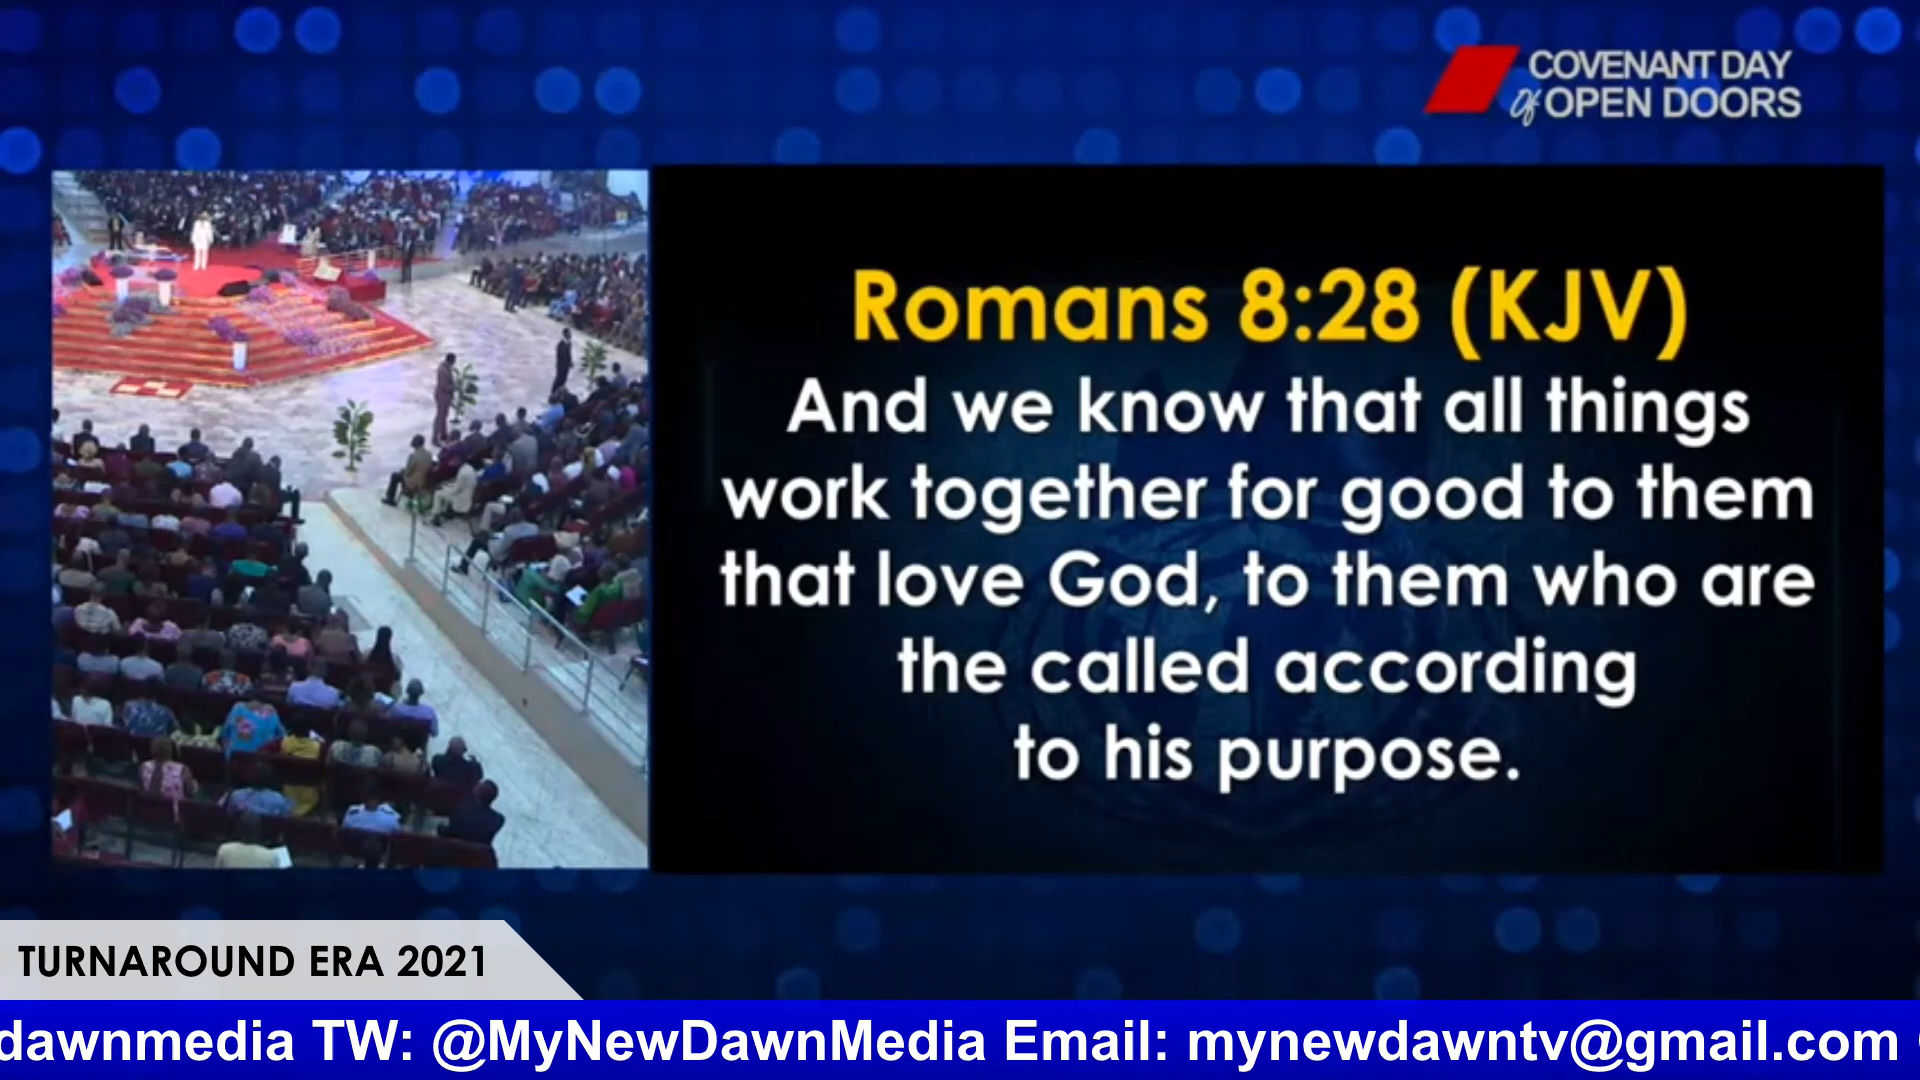 COVENANT DAY
Of OPEN DOORS
Romans 8:28 (KJV)
And we know that all things
work together for good to them
that love God, to them who are
the called according
to his purpose.
TURNAROUND ERA 2021
dawnmedia TW: @MyNewDawnMedia Email: mynewdawntv@gmail.com